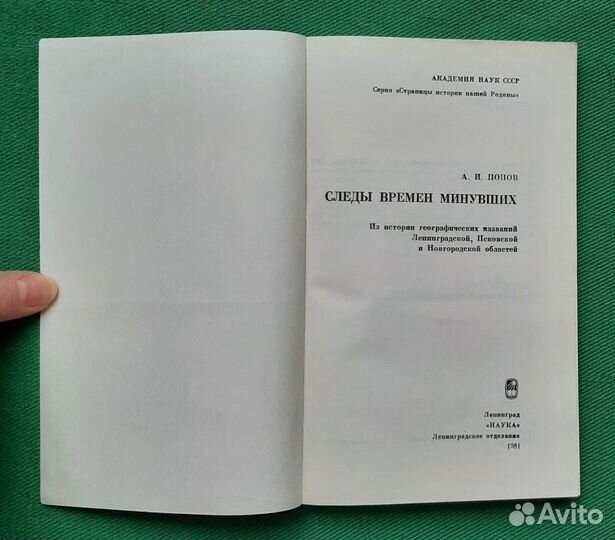 АКАДЕМИЯ НАУК СССР
Серия «Страницы истории нашей Родины»
А. И. ПОПОВ
СЛЕДЫ ВРЕМЕН МИНУВШИХ
Из истории географических названий
Ленинградской, Псковской
и Новгородской областей
Ленинград
«НАУКА»
Ленинградское отделение
1981
Avito